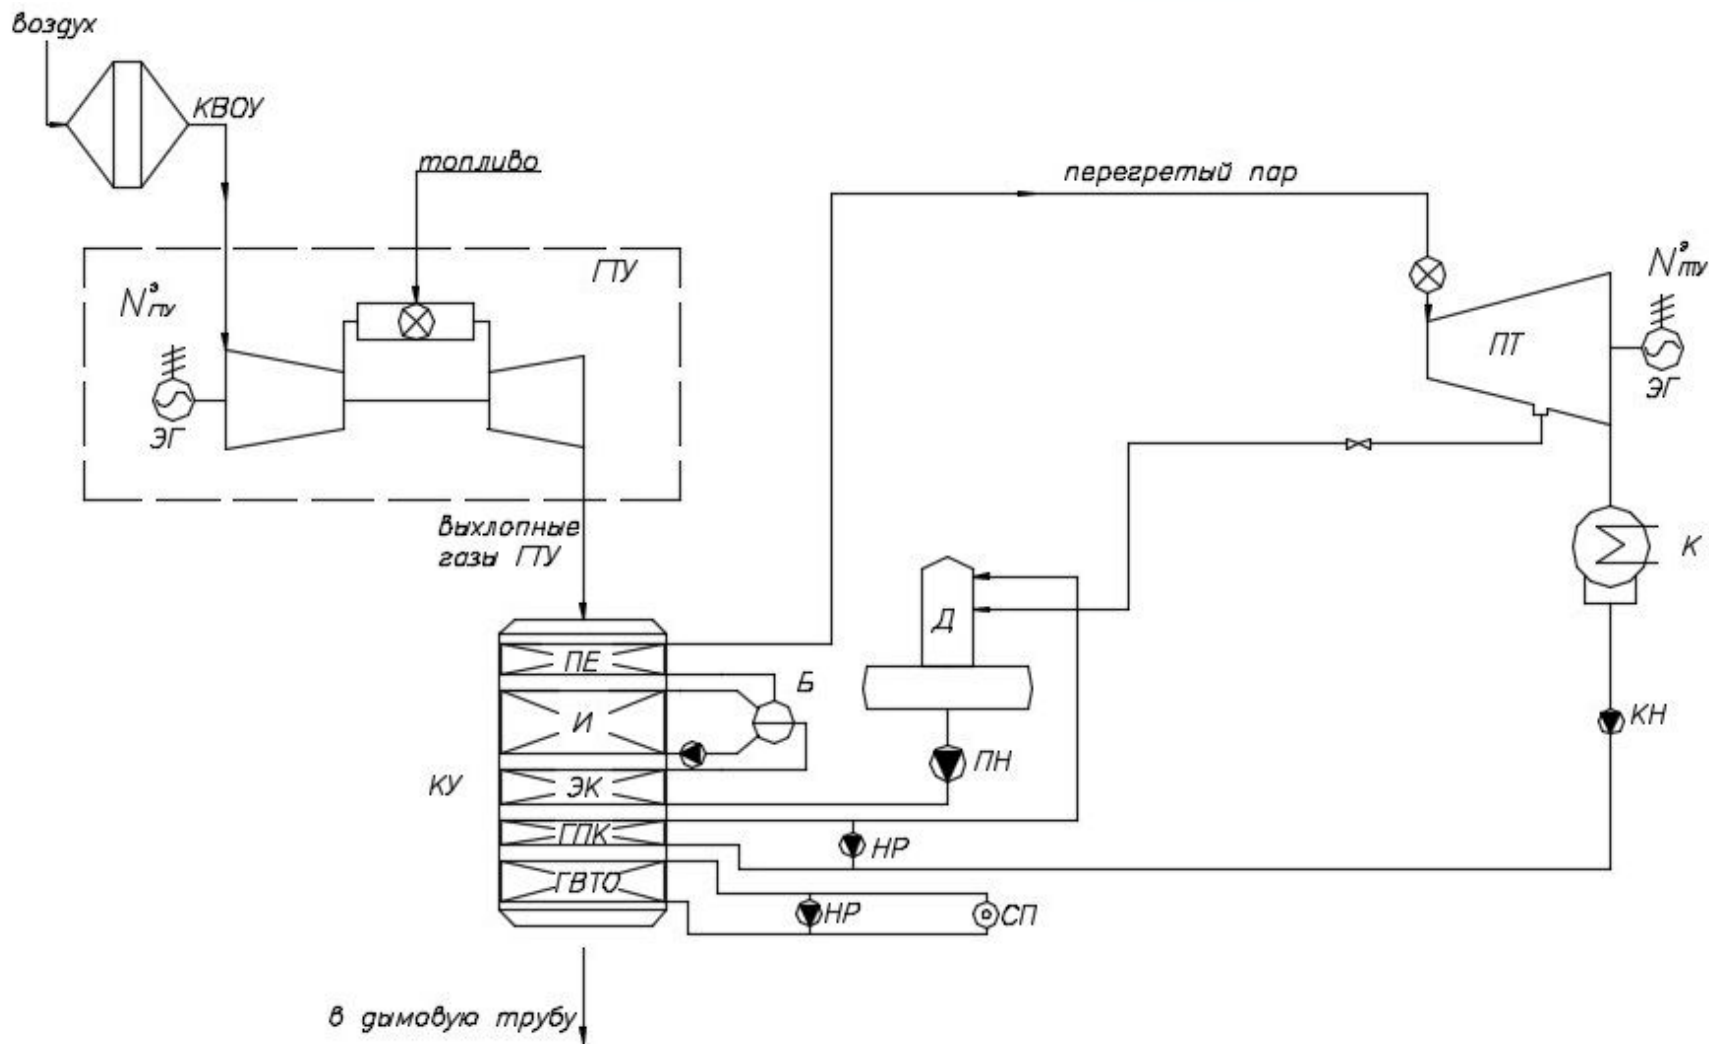 воздух
КВОУ
топливо
перегретый пар
ГТУ
Nэгту
Nэпту
ПТ
ЭГ
ЭГ
выхлопные
газы ГТУ
К
Д
ПЕ
Б
И
КН
ПН
КУ
ЭК
ГПК
НР
ГВТО
НР
СП
в дымовую трубу